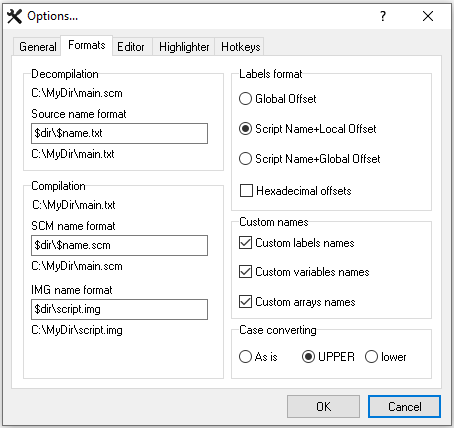 Options...
?
General
Formats
Editor
Highlighter
Hotkeys
Decompilation
C:\MyDir\main.scm
Source name format
$dir\$name.txt
C:\MyDir\main.txt
Compilation
C:\MyDir\main.txt
SCM name format
$dir\$name.scm
C:\MyDir\main.scm
IMG name format
$dir\script.img
C:\MyDir\script.img
Labels format
Global Offset
Script Name+Local Offset
Script Name+Global Offset
Hexadecimal offsets
Custom names
Custom labels names
Custom variables names
Custom arrays names
Case converting
As is
UPPER
lower
OK
Cancel